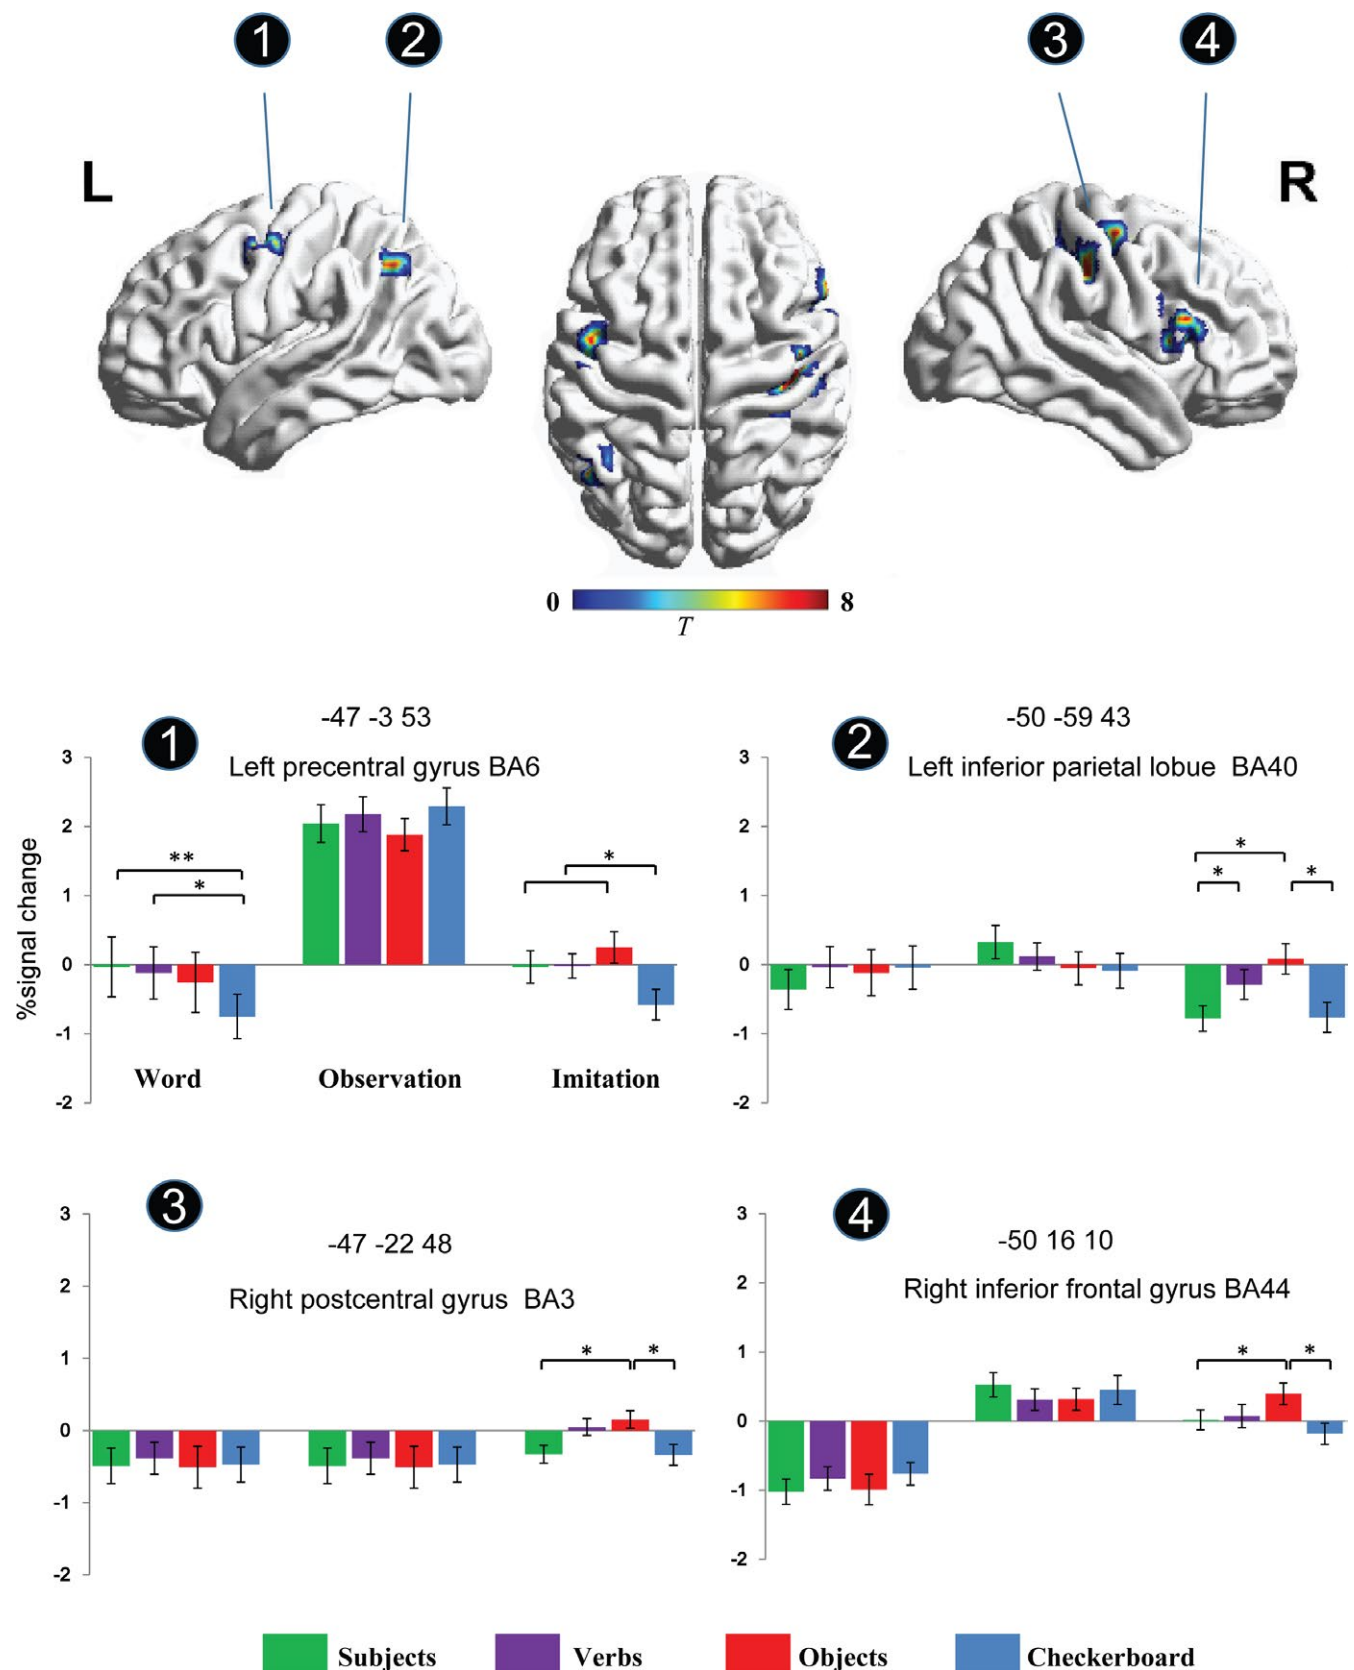 1 2 3 4
L R
0 8
T
1 -47 -3 53
Left precentral gyrus BA6
3
2
1
0
-1
-2
%signal change
**
*
*
Word Observation Imitation
2 -50 -59 43
Left inferior parietal lobue BA40
3
2
1
0
-1
-2
*
*
*
3
-47 -22 48
Right postcentral gyrus BA3
3
2
1
0
-1
-2
* *
4
-50 16 10
Right inferior frontal gyrus BA44
3
2
1
0
-1
-2
* *
Subjects Verbs Objects Checkerboard